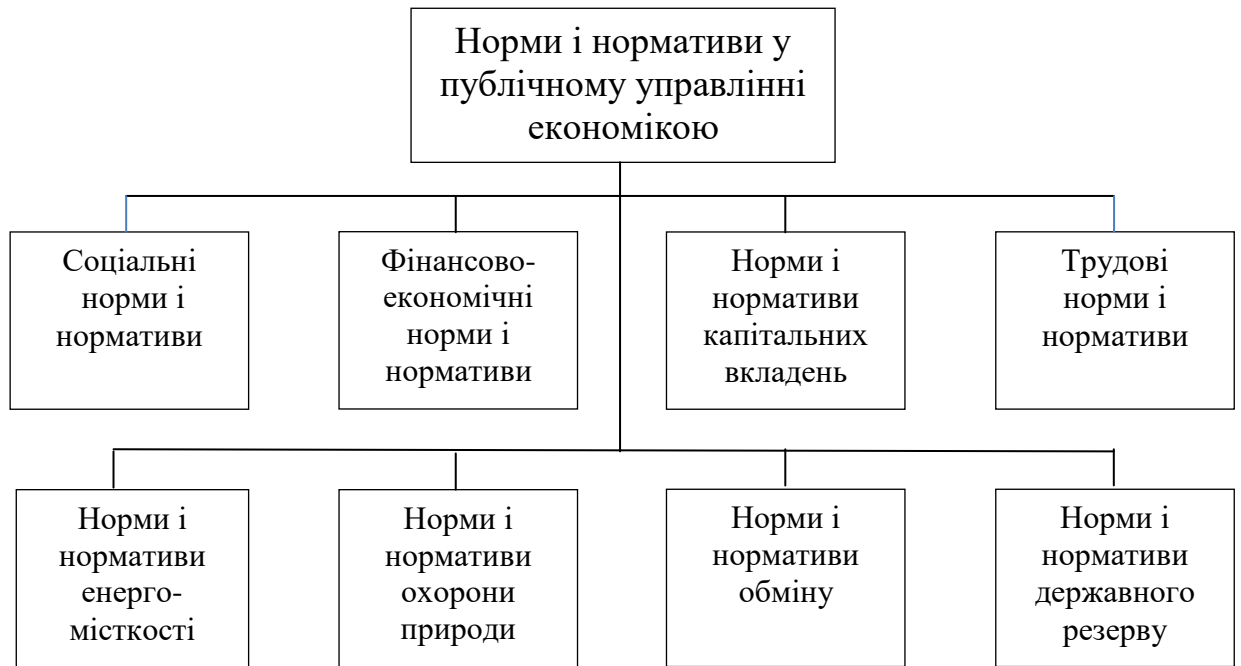 Норми і нормативи у
публічному управлінні
економікою
Соціальні
норми і
нормативи
Фінансово-
економічні
норми і
нормативи
Норми і
нормативи
капітальних
вкладень
Трудові
норми і
нормативи
Норми і
нормативи
енерго-
місткості
Норми і
нормативи
охорони
природи
Норми і
нормативи
обміну
Норми і
нормативи
державного
резерву